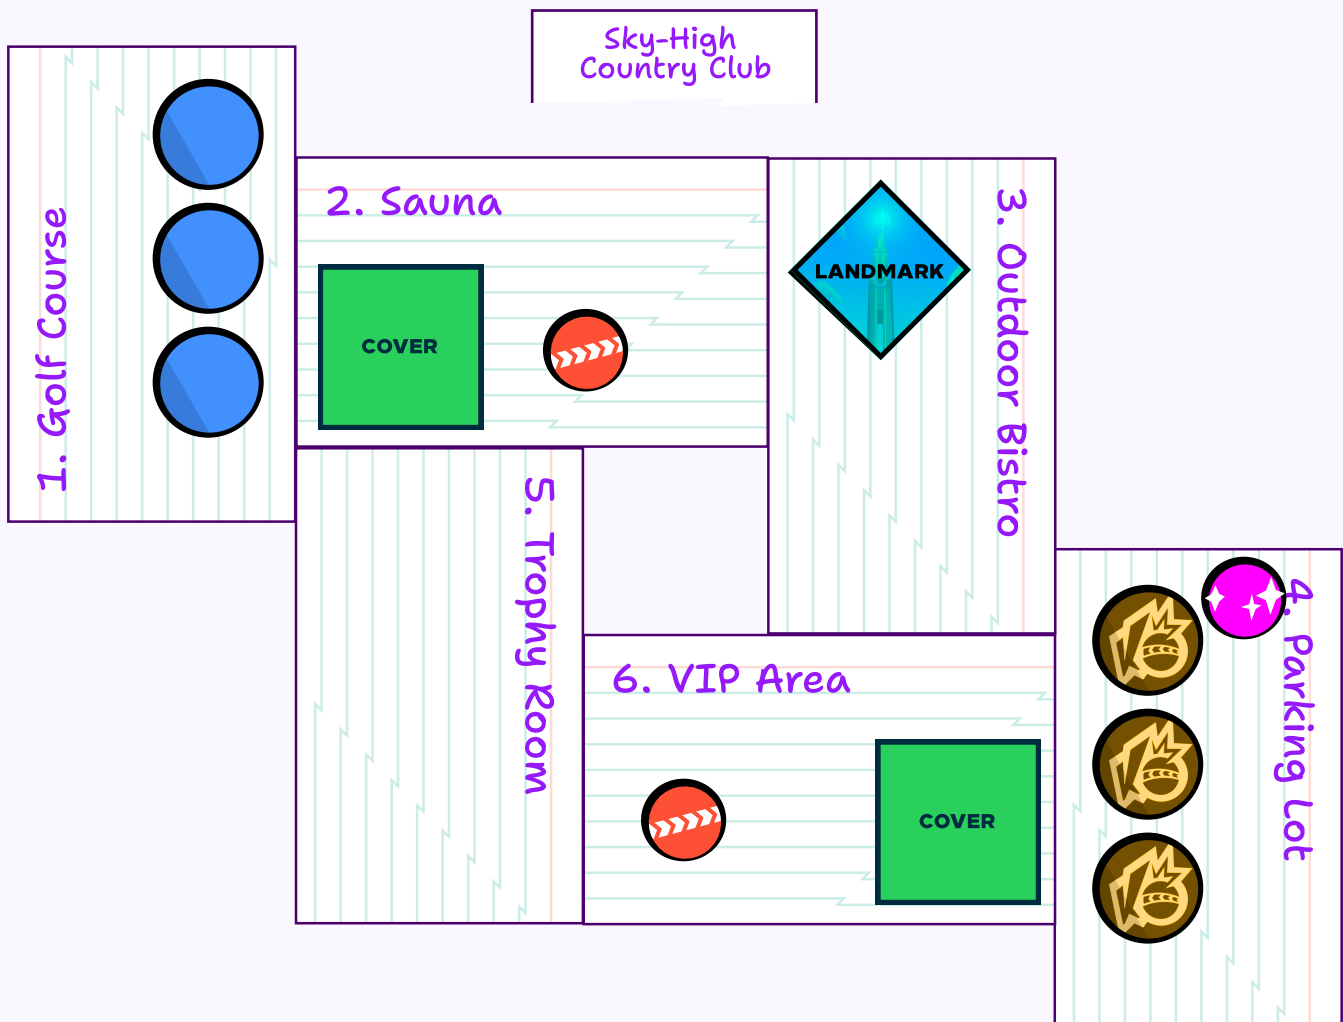 Sky-High
Country Club
1. Golf Course
2. Sauna
COVER
LANDMARK
3. Outdoor Bistro
4. Parking Lot
5. Trophy Room
6. VIP Area
COVER